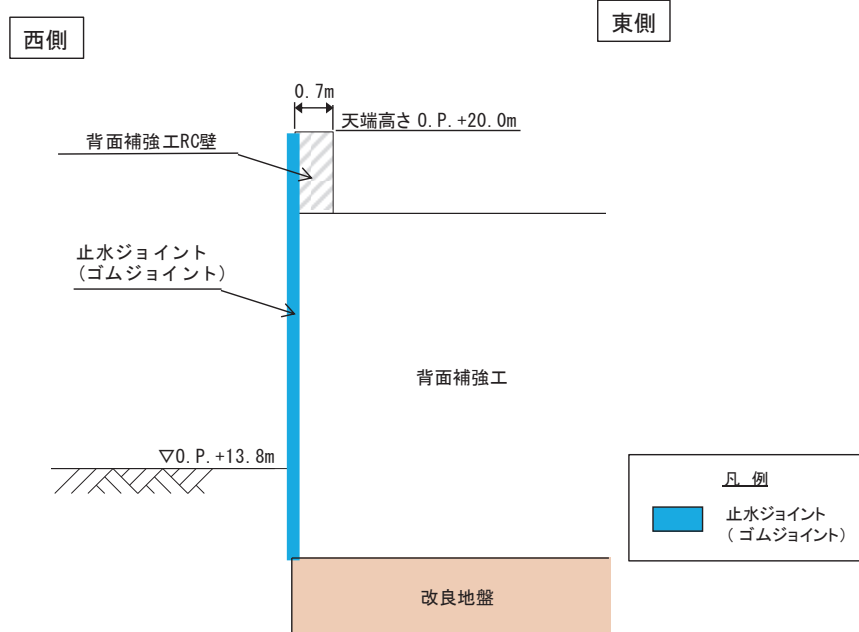 西側
東側
0.7m
天端高さ O.P.+20.0m
背面補強工RC壁
止水ジョイント
(ゴムジョイント)
背面補強工
▽O.P.+13.8m
凡 例
止水ジョイント
(ゴムジョイント)
改良地盤